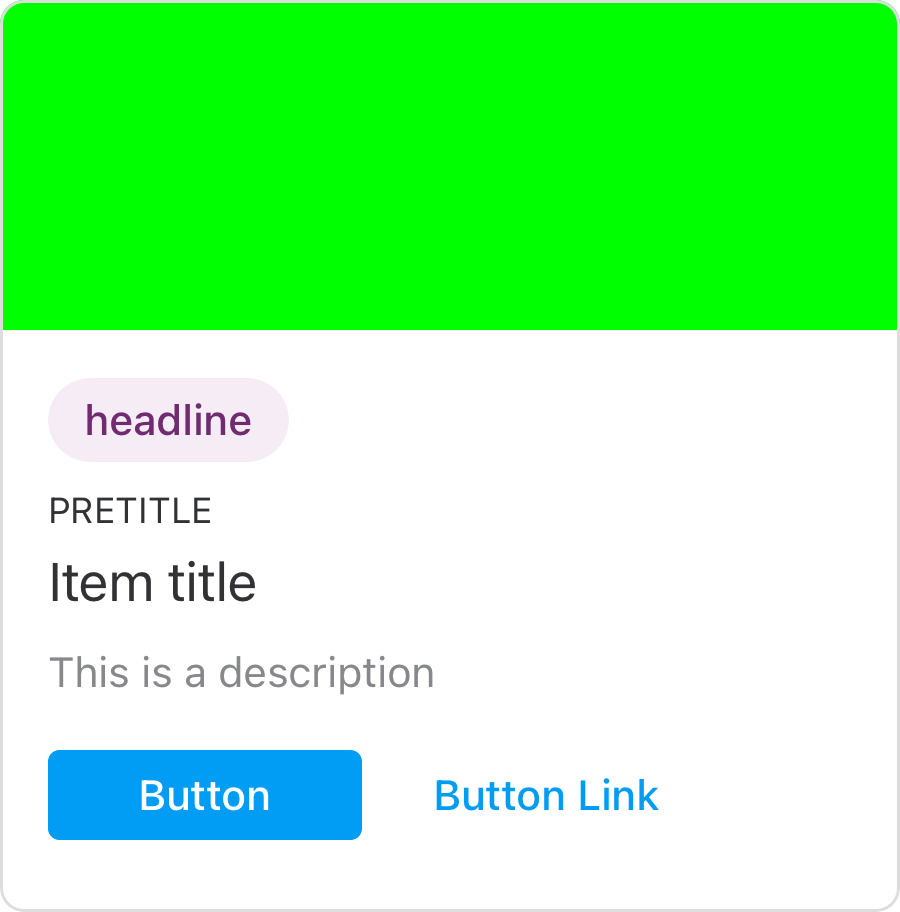 headline
PRETITLE
Item title
This is a description
Button
Button Link